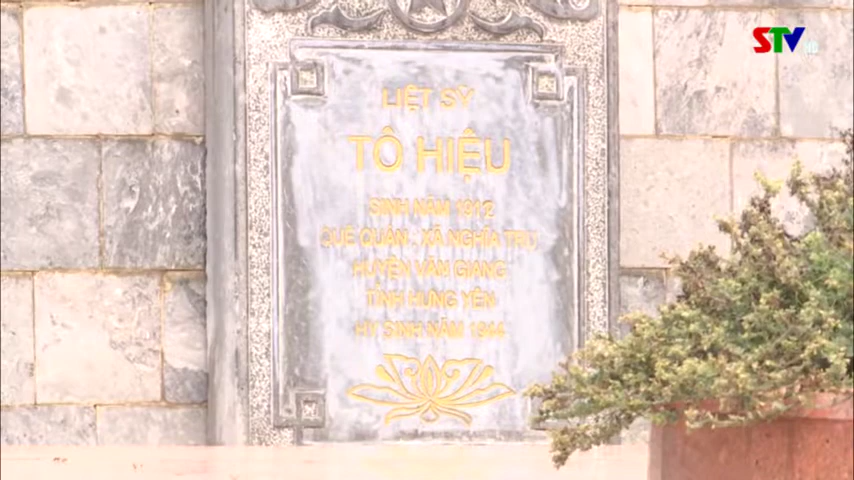 STV HD
LIỆT SỸ
TÔ HIỆU
SINH NĂM 1912
QUÊ QUÁN : XÃ NGHĨA TRỤ,
HUYỆN VĂN GIANG
TỈNH HƯNG YÊN
HY SINH NĂM 1944